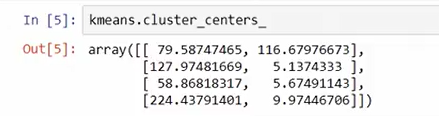 In [5]: kmeans.cluster_centers_
Out[5]: array([[ 79.58747465, 116.67976673],
[127.97481669,   5.1374333 ],
[ 58.86818317,   5.67491143],
[224.43791401,   9.97446706]])